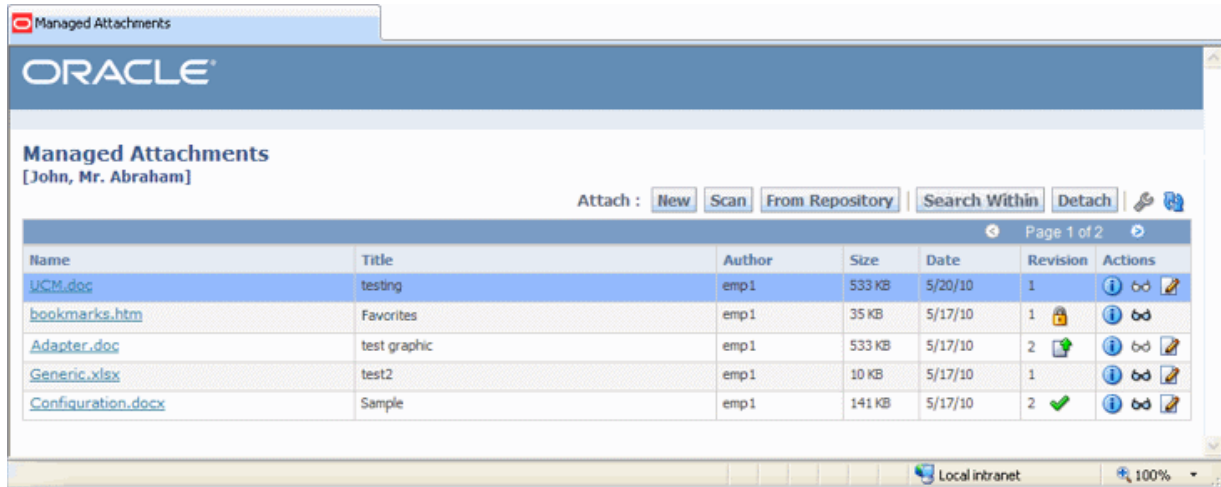 Managed Attachments
ORACLE®
Managed Attachments
[John, Mr. Abraham]
Attach : New Scan From Repository Search Within Detach
Page 1 of 2
Name Title Author Size Date Revision Actions
UCM.doc testing emp1 533 KB 5/20/10 1
bookmarks.htm Favorites emp1 35 KB 5/17/10 1
Adapter.doc test graphic emp1 533 KB 5/17/10 2
Generic.xlsx test2 emp1 10 KB 5/17/10 1
Configuration.docx Sample emp1 141 KB 5/17/10 2
Local intranet 100%